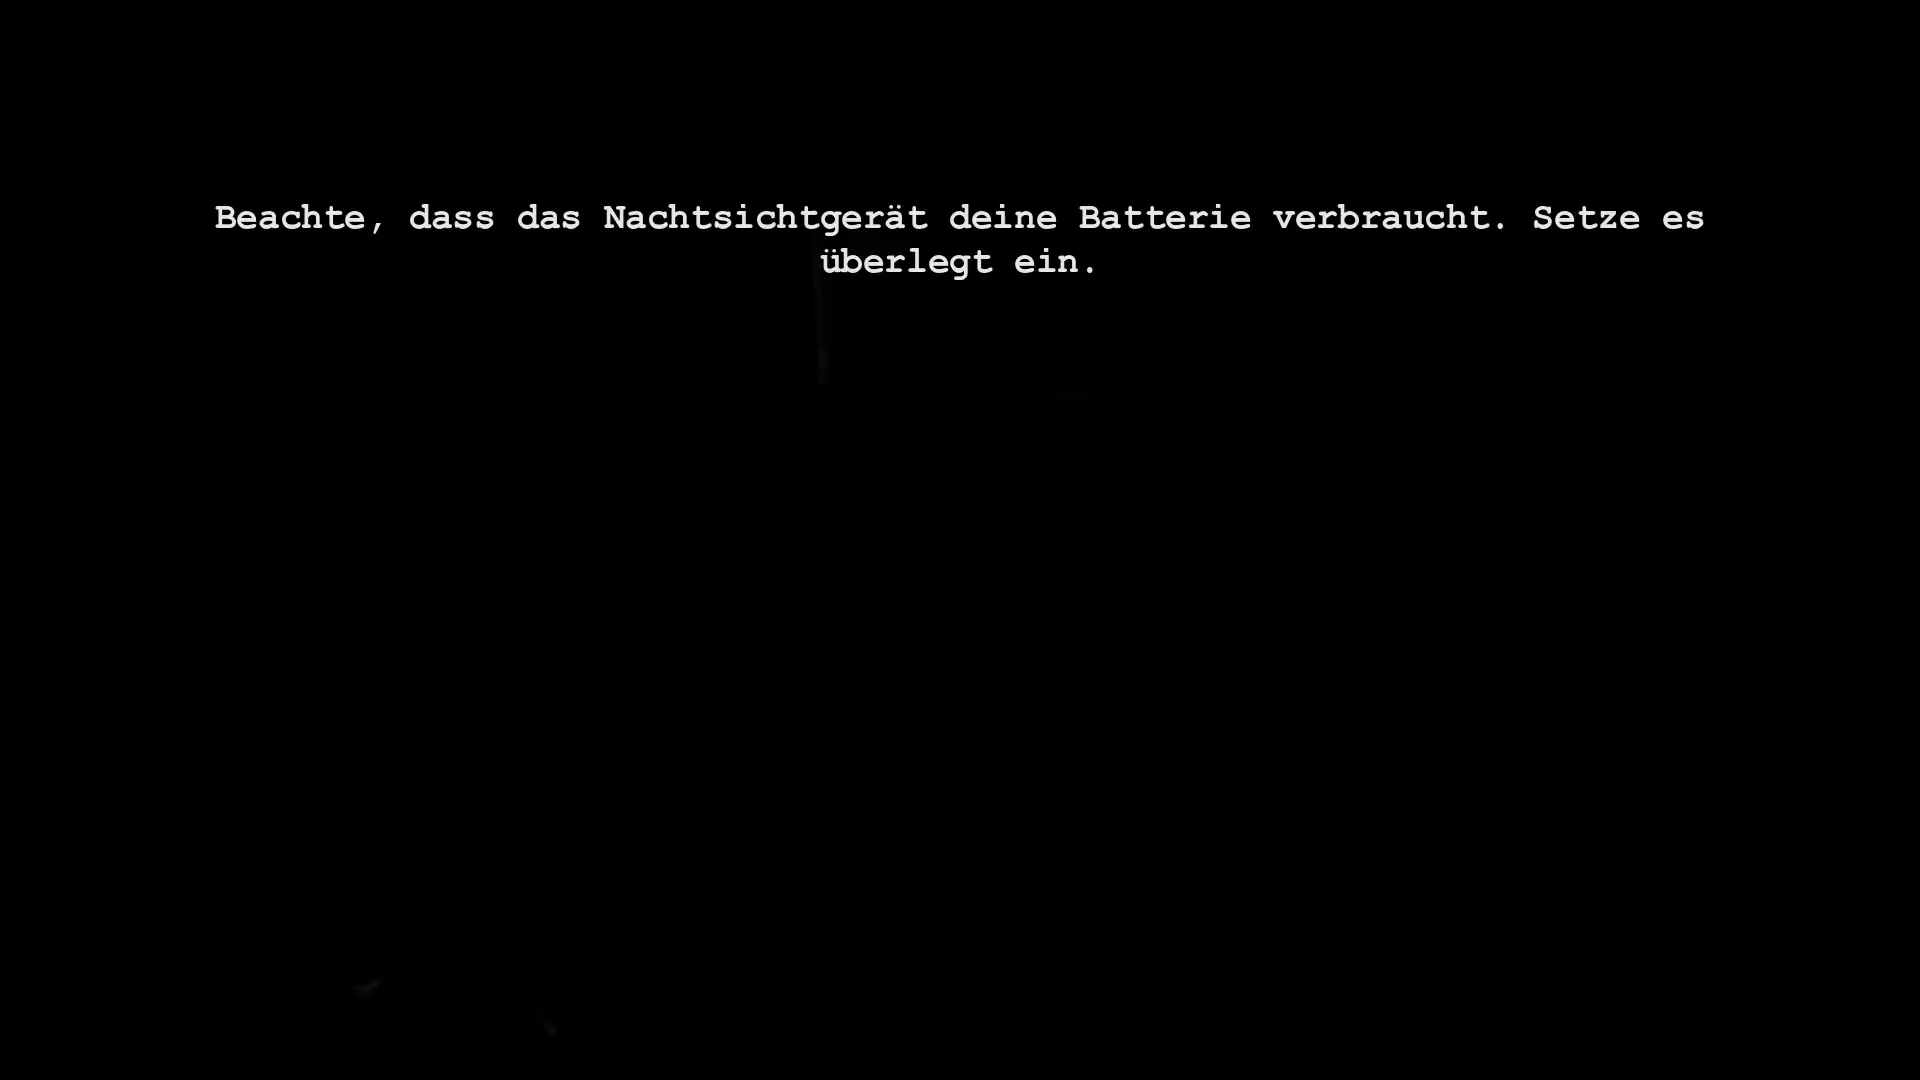 Beachte, dass das Nachtsichtgerät deine Batterie verbraucht. Setze es
überlegt ein.